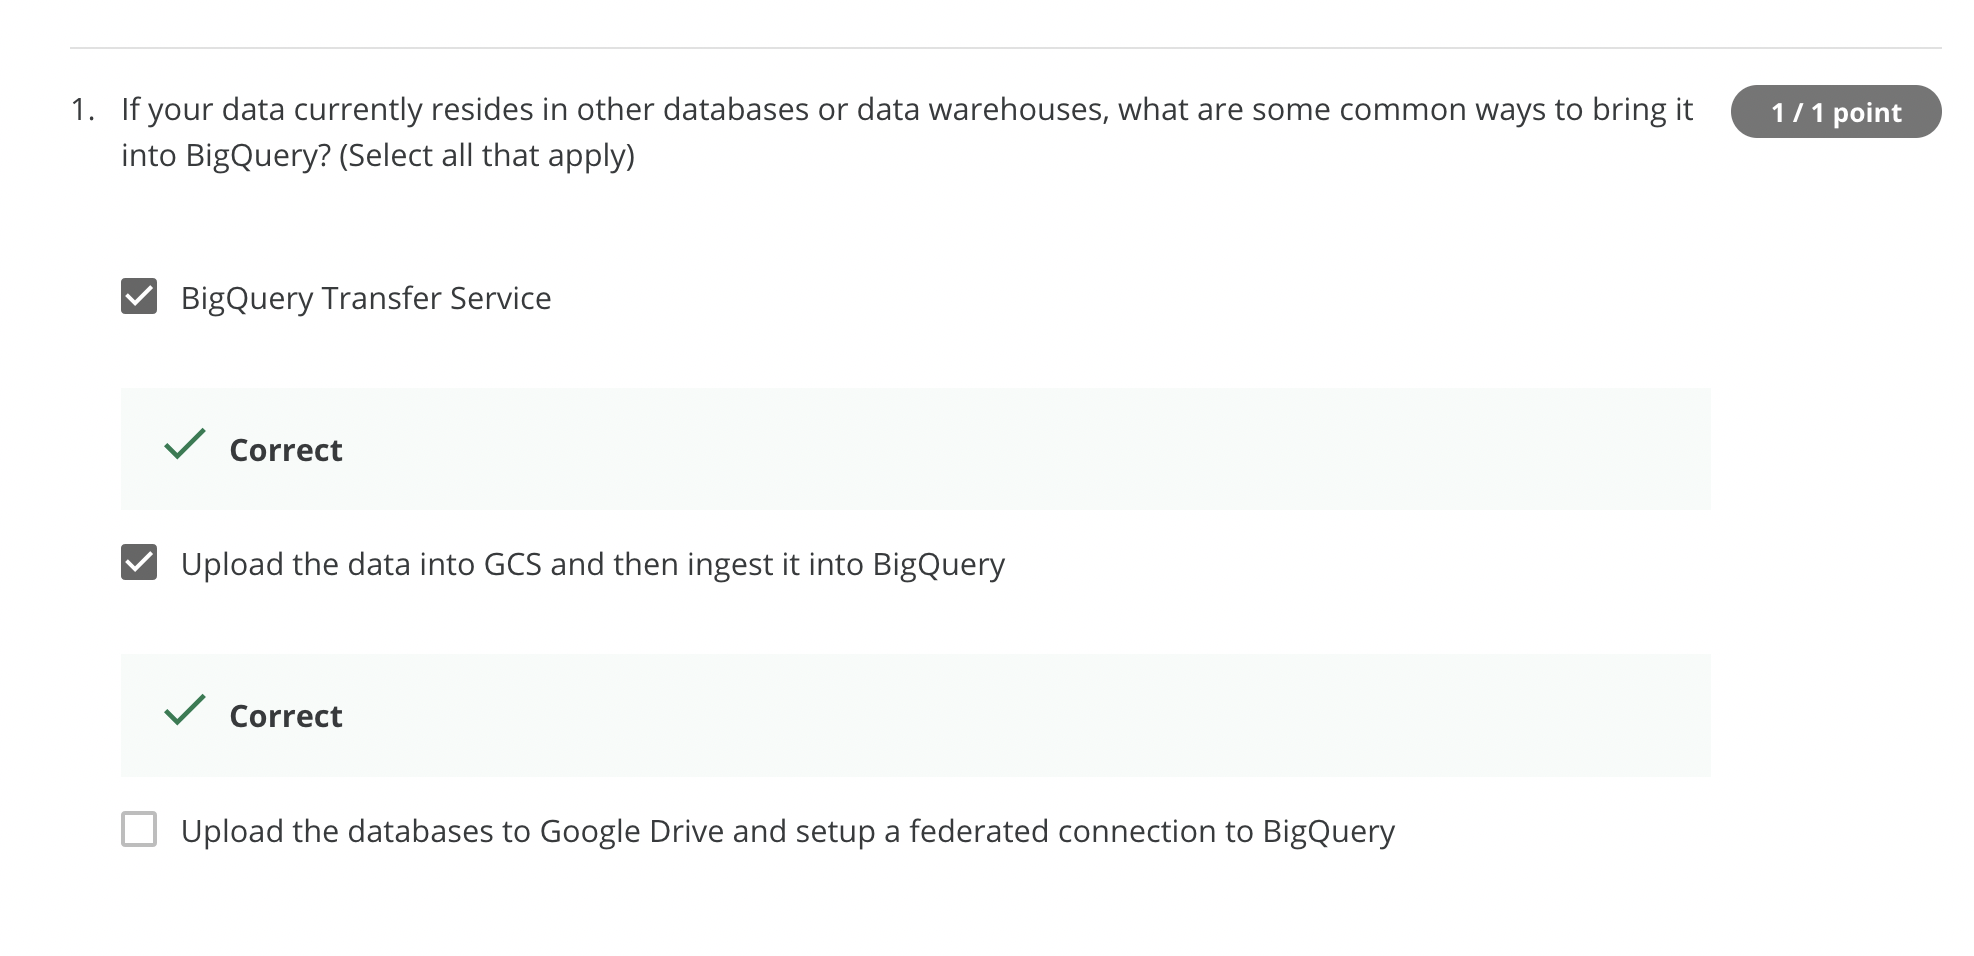 1. If your data currently resides in other databases or data warehouses, what are some common ways to bring it
into BigQuery? (Select all that apply)
1 / 1 point
BigQuery Transfer Service
Correct
Upload the data into GCS and then ingest it into BigQuery
Correct
Upload the databases to Google Drive and setup a federated connection to BigQuery